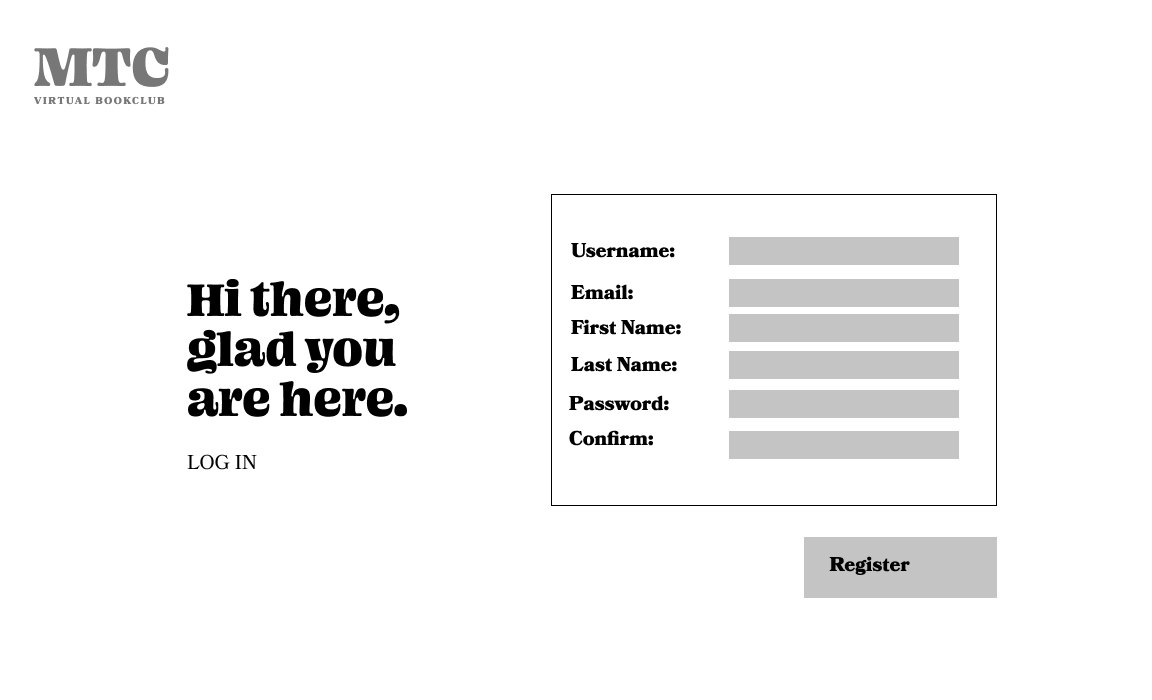 MTC
VIRTUAL BOOKCLUB
Hi there,
glad you
are here.
LOG IN
Username:
Email:
First Name:
Last Name:
Password:
Confirm:
Register